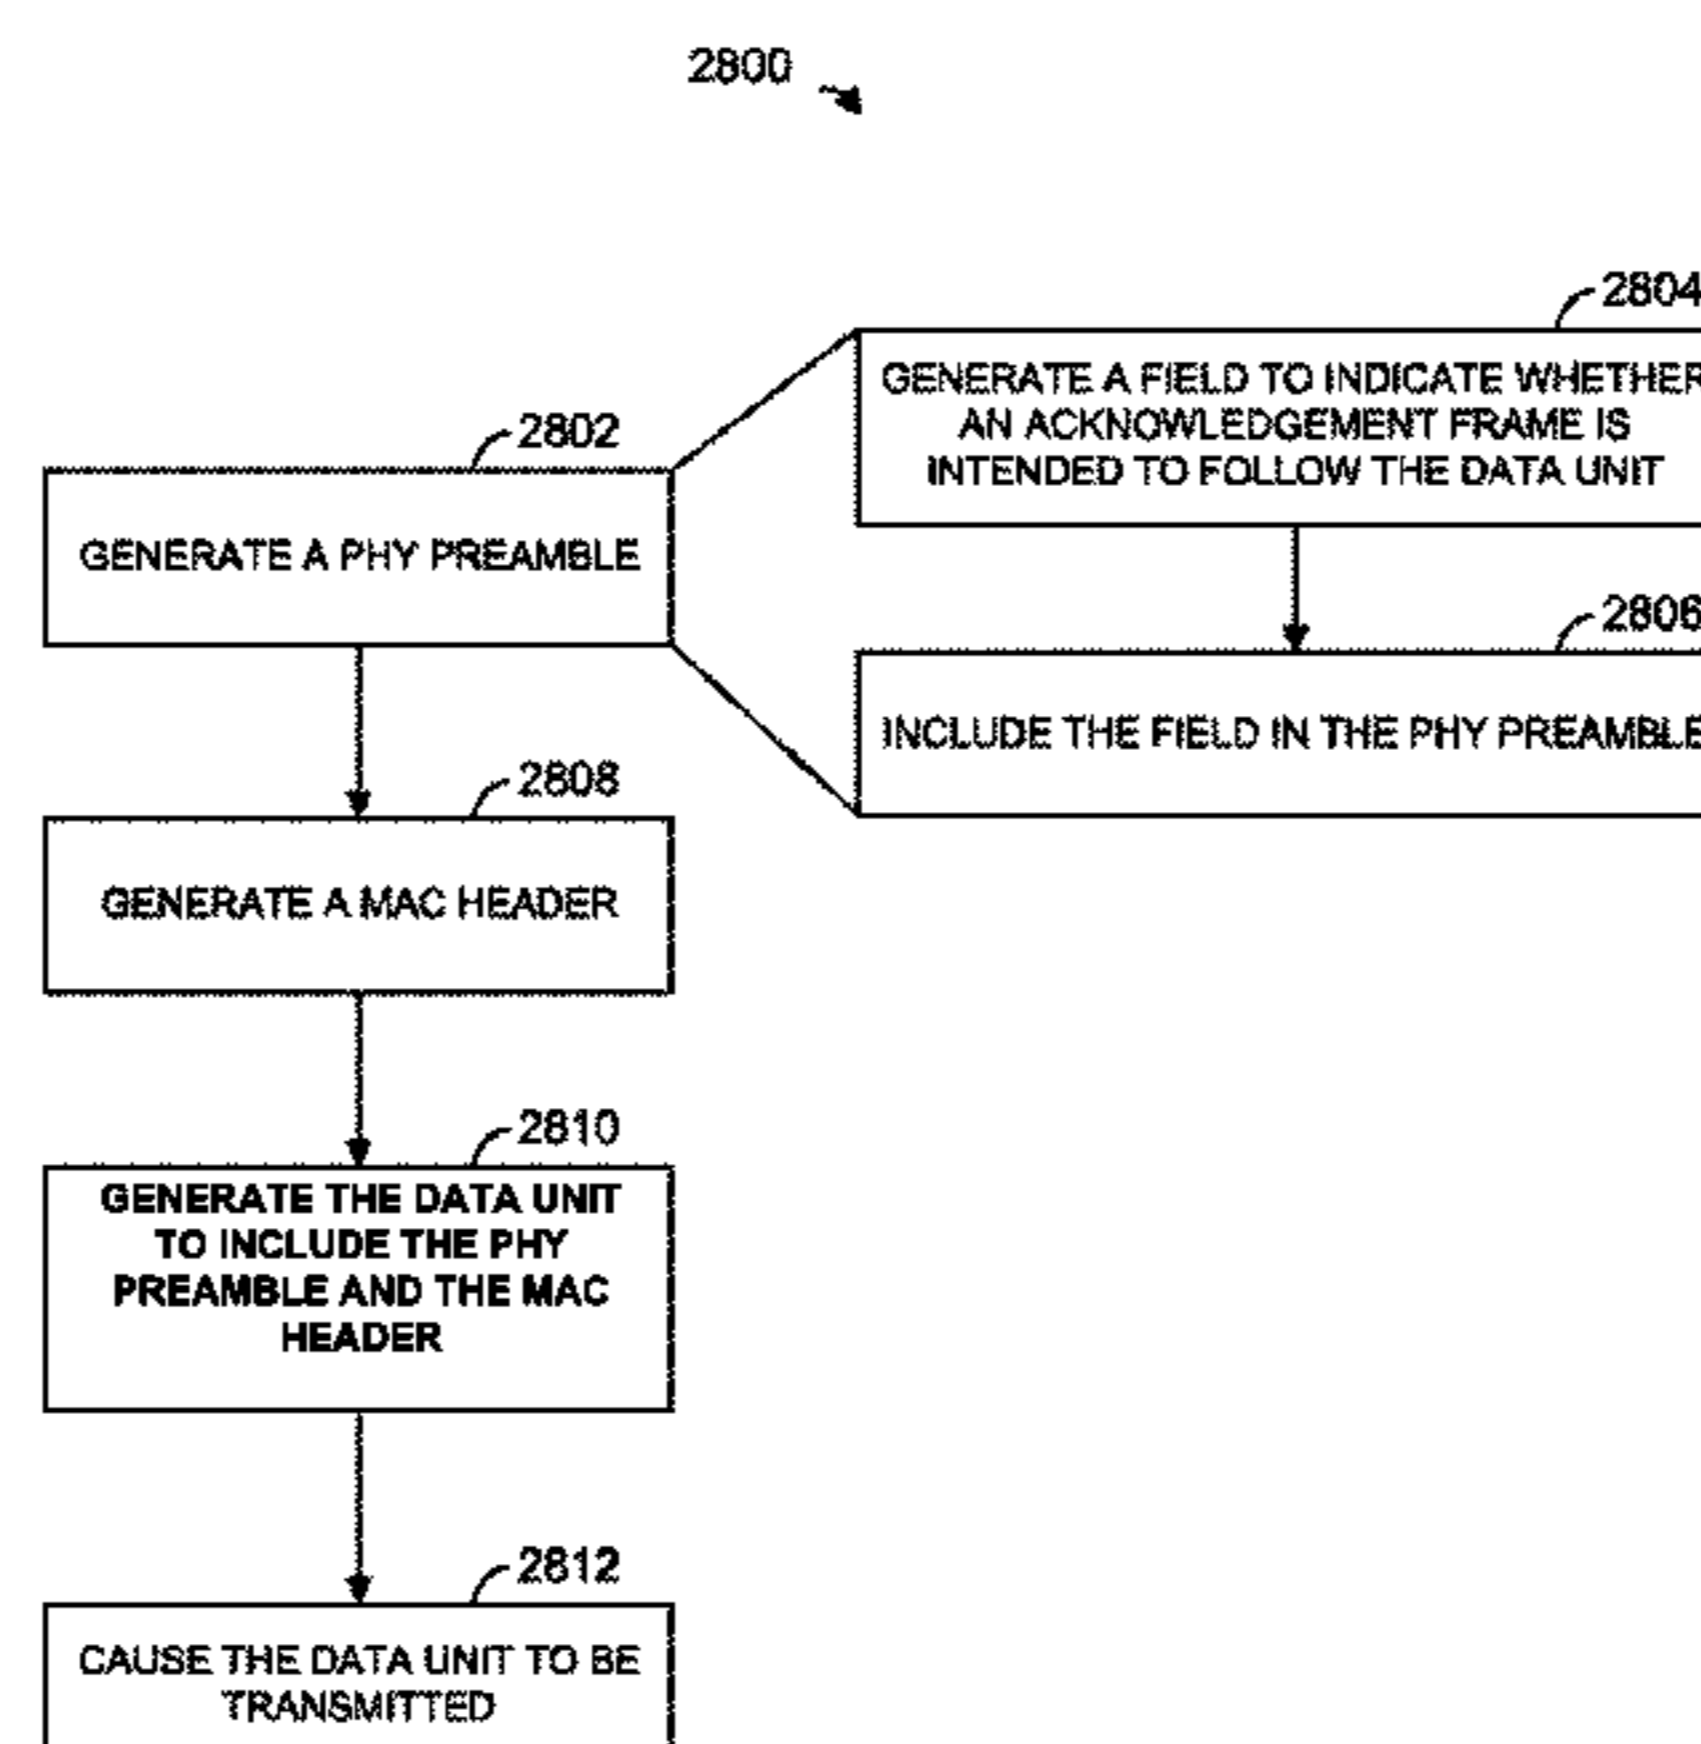 2800
2802
GENERATE A PHY PREAMBLE
2804
GENERATE A FIELD TO INDICATE WHETHER
AN ACKNOWLEDGEMENT FRAME IS
INTENDED TO FOLLOW THE DATA UNIT
2806
INCLUDE THE FIELD IN THE PHY PREAMBLE
2808
GENERATE A MAC HEADER
2810
GENERATE THE DATA UNIT
TO INCLUDE THE PHY
PREAMBLE AND THE MAC
HEADER
2812
CAUSE THE DATA UNIT TO BE
TRANSMITTED